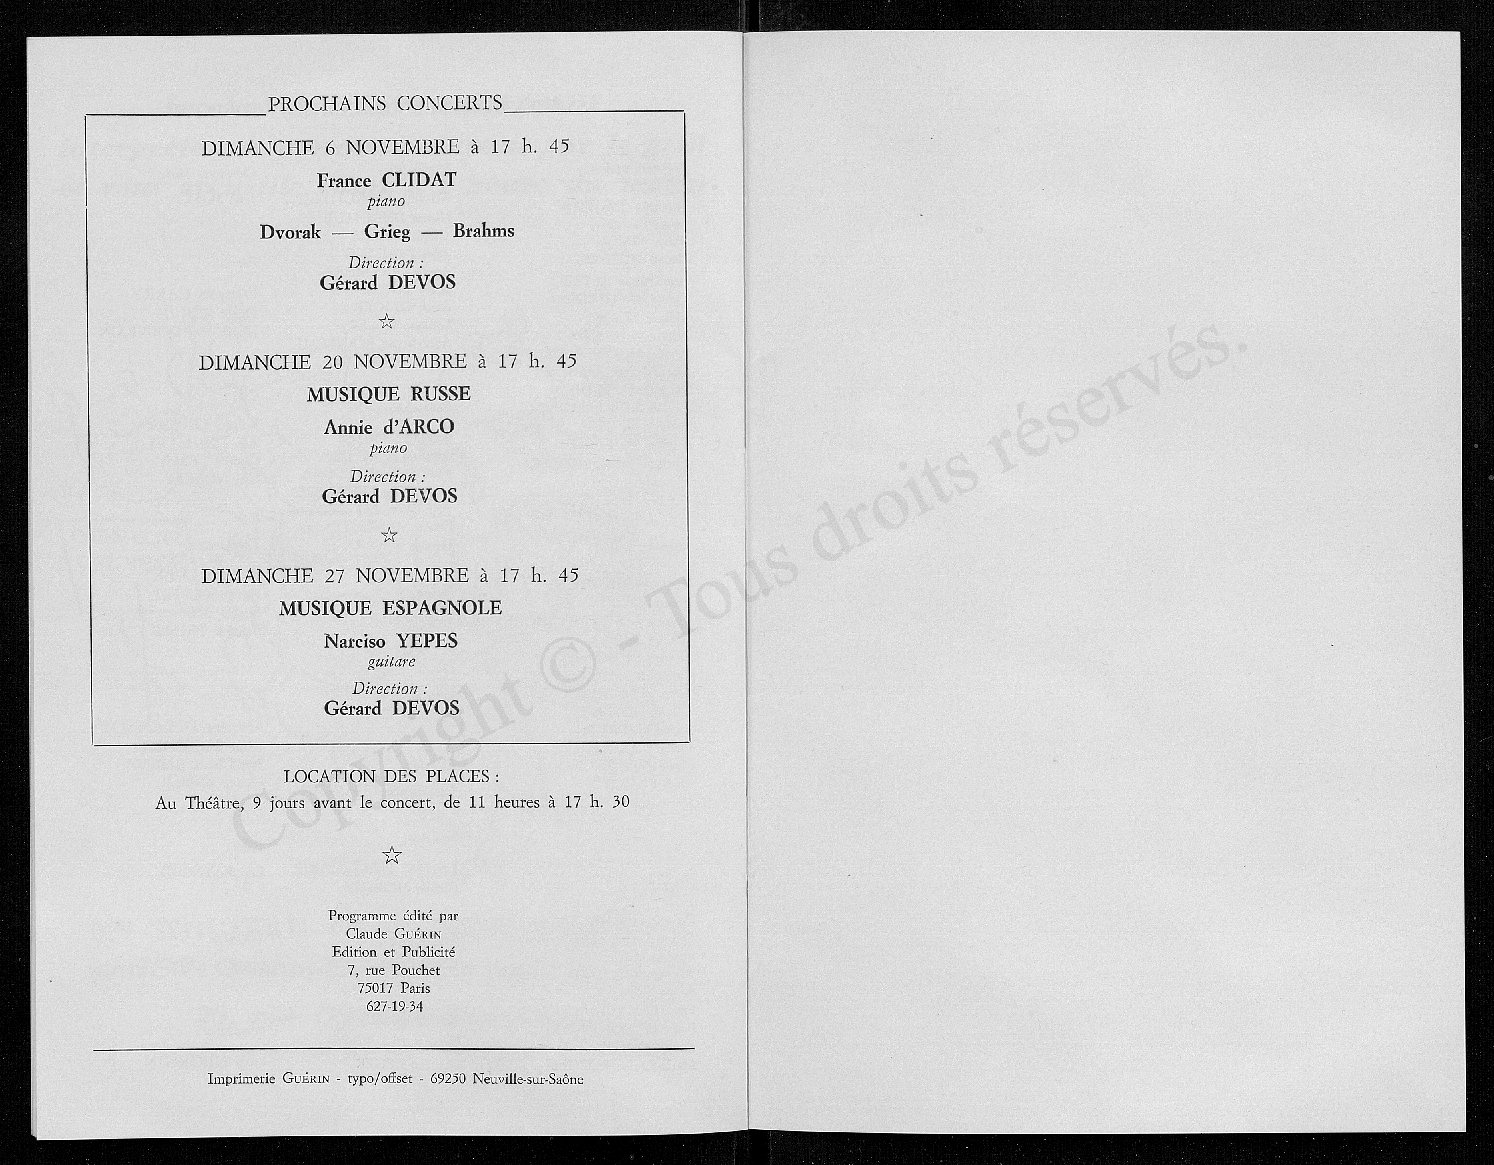 PROCHAINS CONCERTS
DIMANCHE 6 NOVEMBRE à 17 h. 45
France CLIDAT
piano
Dvorak — Grieg — Brahms
Direction :
Gérard DEVOS
☆
DIMANCHE 20 NOVEMBRE à 17 h. 45
MUSIQUE RUSSE
Annie d'ARCO
piano
Direction :
Gérard DEVOS
☆
DIMANCHE 27 NOVEMBRE à 17 h. 45
MUSIQUE ESPAGNOLE
Narciso YEPES
guitare
Direction :
Gérard DEVOS
LOCATION DES PLACES :
Au Théâtre, 9 jours avant le concert, de 11 heures à 17 h. 30
☆
Programme édité par
Claude GUÉRIN
Edition et Publicité
7, rue Pouchet
75017 Paris
627-19-34
Imprimerie GUÉRIN - typo/offset - 69250 Neuville-sur-Saône
Copyright © - Tous droits réservés.